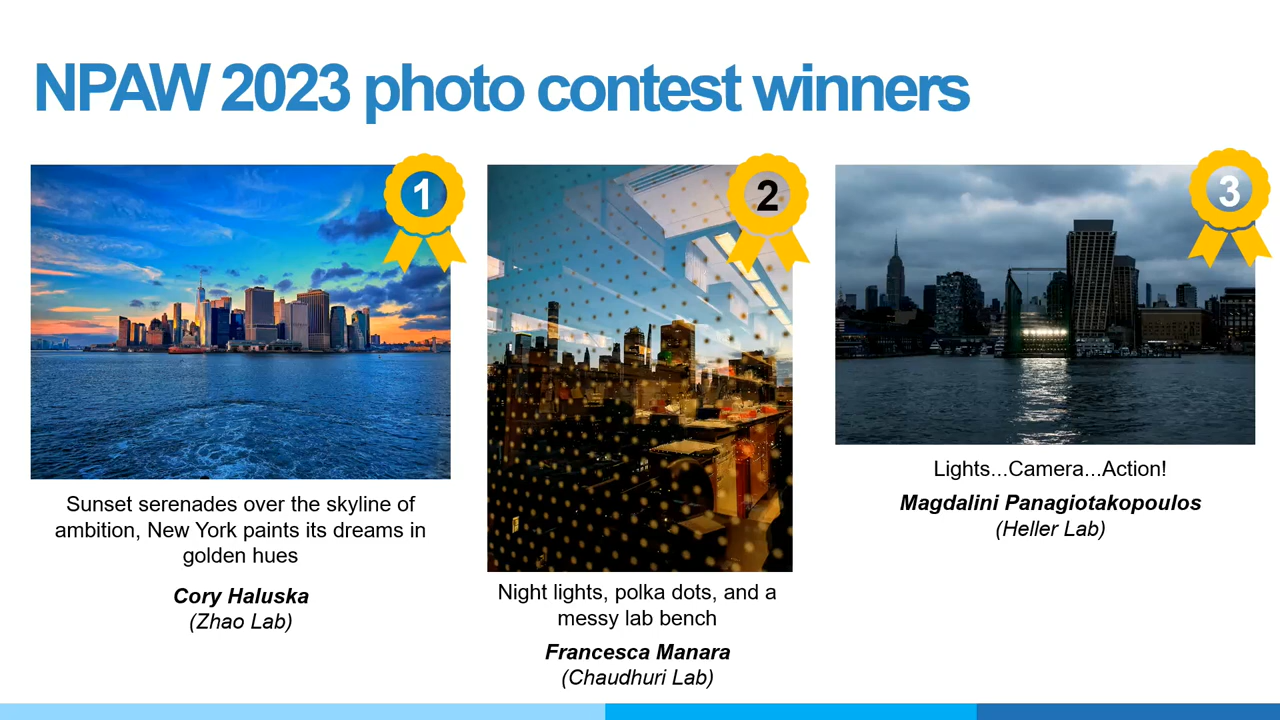 NPAW 2023 photo contest winners
1
2
3
Sunset serenades over the skyline of
ambition, New York paints its dreams in
golden hues
Cory Haluska
(Zhao Lab)
Night lights, polka dots, and a
messy lab bench
Francesca Manara
(Chaudhuri Lab)
Lights...Camera...Action!
Magdalini Panagiotakopoulos
(Heller Lab)